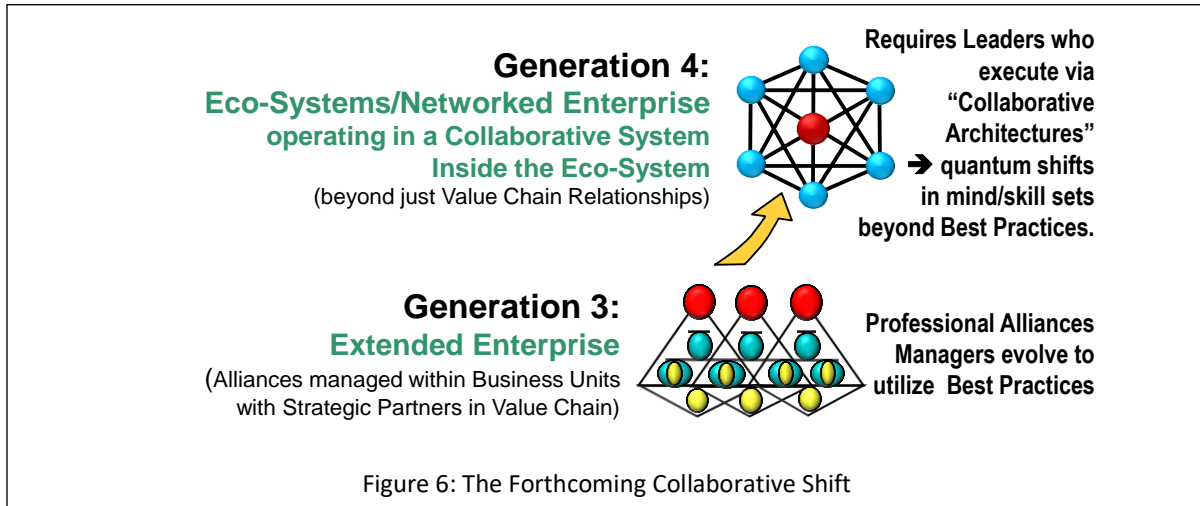 Generation 4:
Eco-Systems/Networked Enterprise
operating in a Collaborative System
Inside the Eco-System
(beyond just Value Chain Relationships)
Requires Leaders who
execute via
“Collaborative
Architectures”
➔ quantum shifts
in mind/skill sets
beyond Best Practices.
Generation 3:
Extended Enterprise
(Alliances managed within Business Units
with Strategic Partners in Value Chain)
Professional Alliances
Managers evolve to
utilize Best Practices
Figure 6: The Forthcoming Collaborative Shift